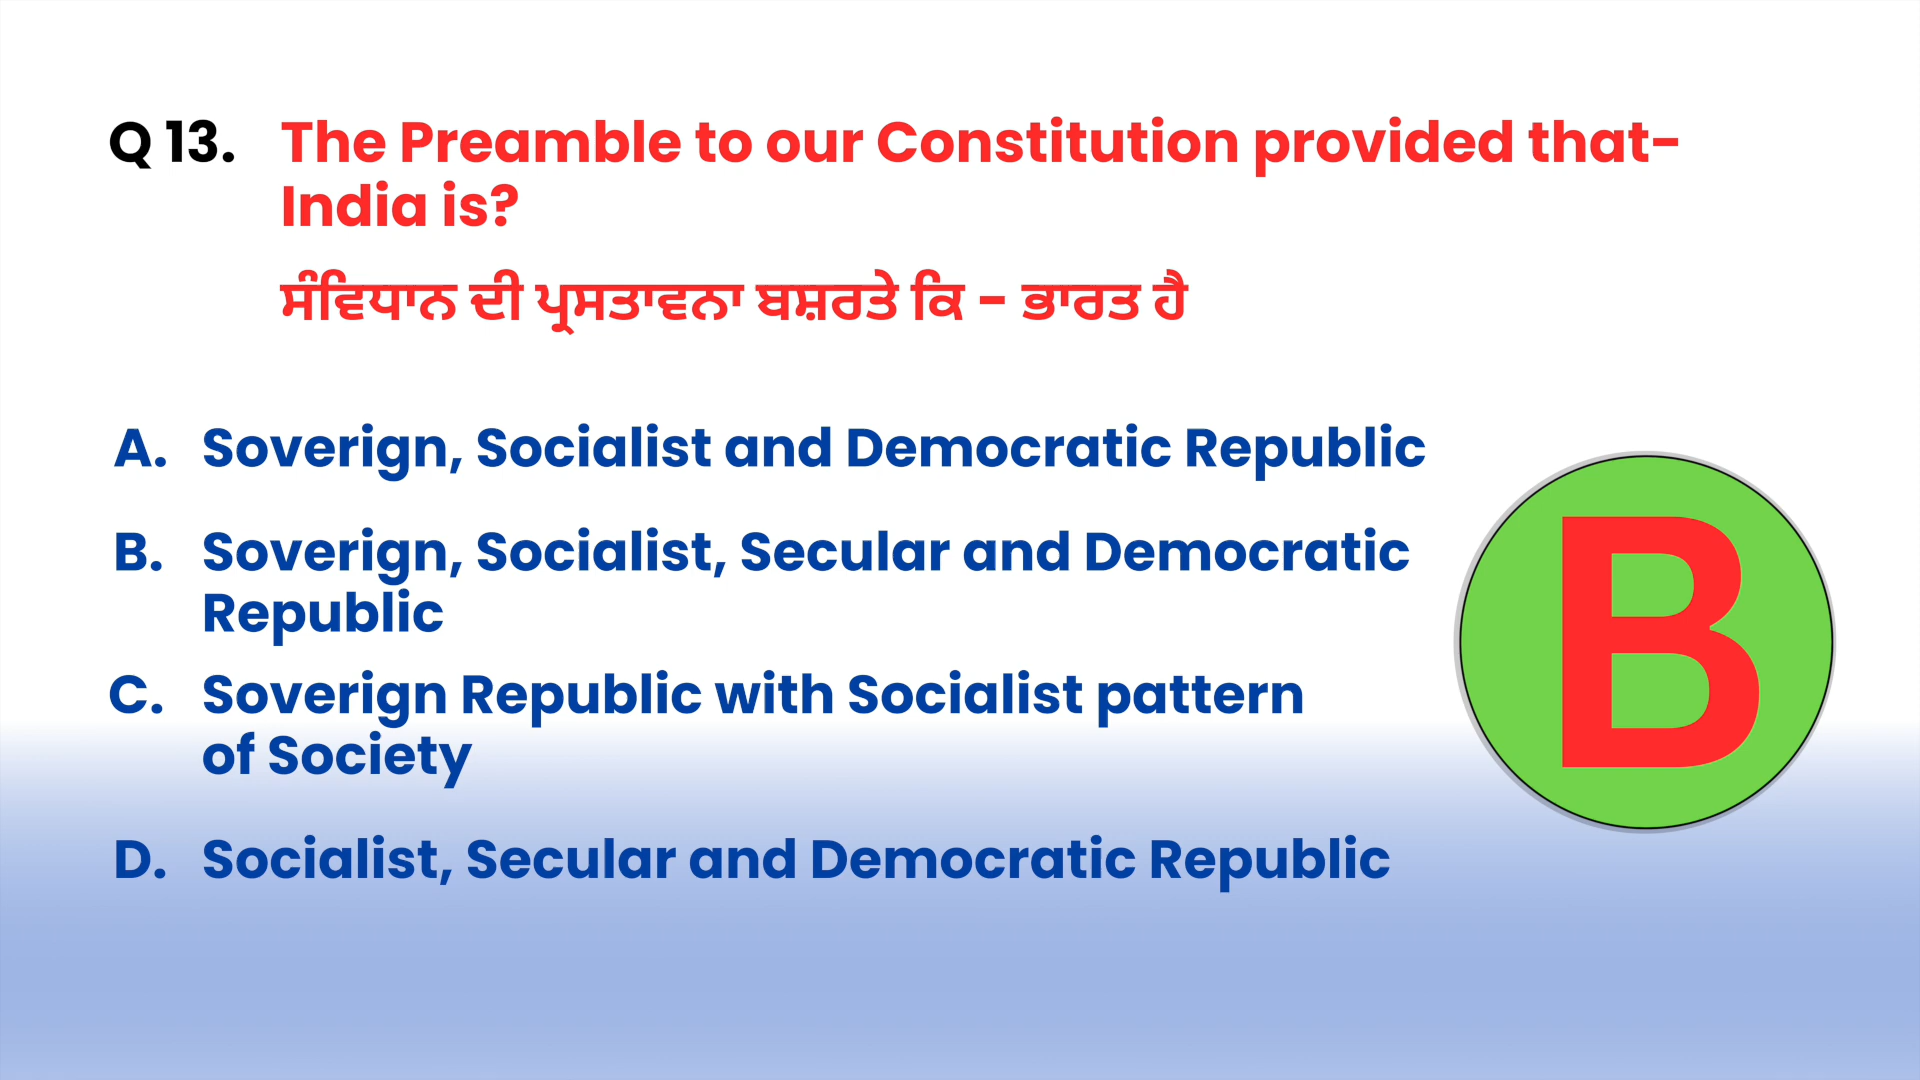 Q 13. The Preamble to our Constitution provided that-
India is?
ਸੰਵਿਧਾਨ ਦੀ ਪ੍ਰਸਤਾਵਨਾ ਬਸ਼ਰਤੇ ਕਿ - ਭਾਰਤ ਹੈ
A. Soverign, Socialist and Democratic Republic
B. Soverign, Socialist, Secular and Democratic
Republic
C. Soverign Republic with Socialist pattern
of Society
D. Socialist, Secular and Democratic Republic
B